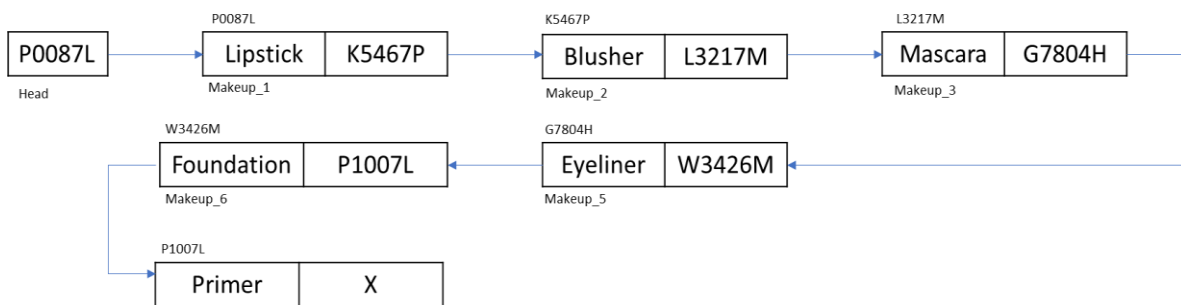 P0087L K5467P L3217M
P0087L Lipstick K5467P Blusher L3217M Mascara G7804H
Head Makeup_1 Makeup_2 Makeup_3
W3426M G7804H
Foundation P1007L Eyeliner W3426M
Makeup_6 Makeup_5
P1007L
Primer X